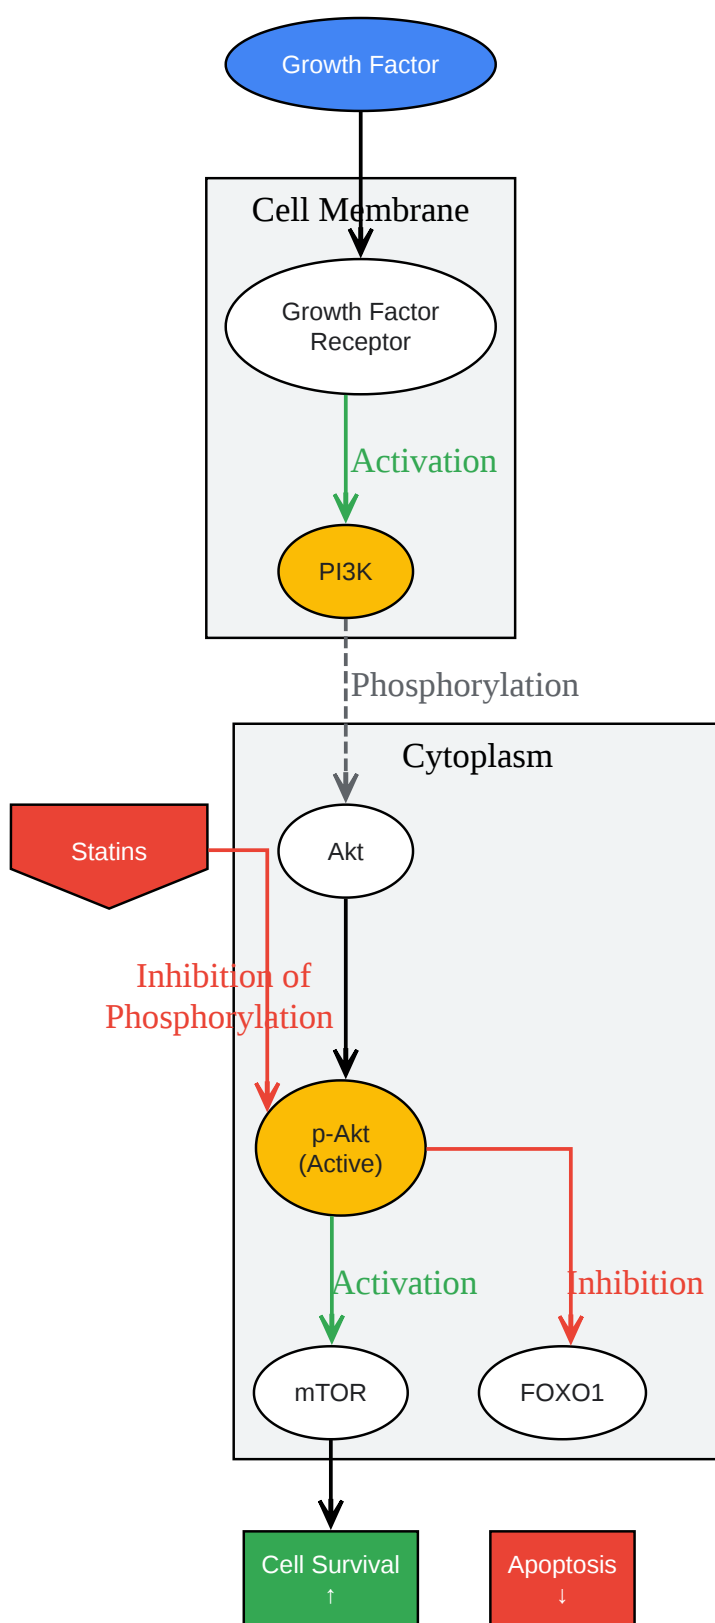 Growth Factor
Cell Membrane
Growth Factor
Receptor
Activation
PI3K
Phosphorylation
Cytoplasm
Statins
Akt
Inhibition of
Phosphorylation
p-Akt
(Active)
Activation
Inhibition
mTOR
FOXO1
Cell Survival
↑
Apoptosis
↓